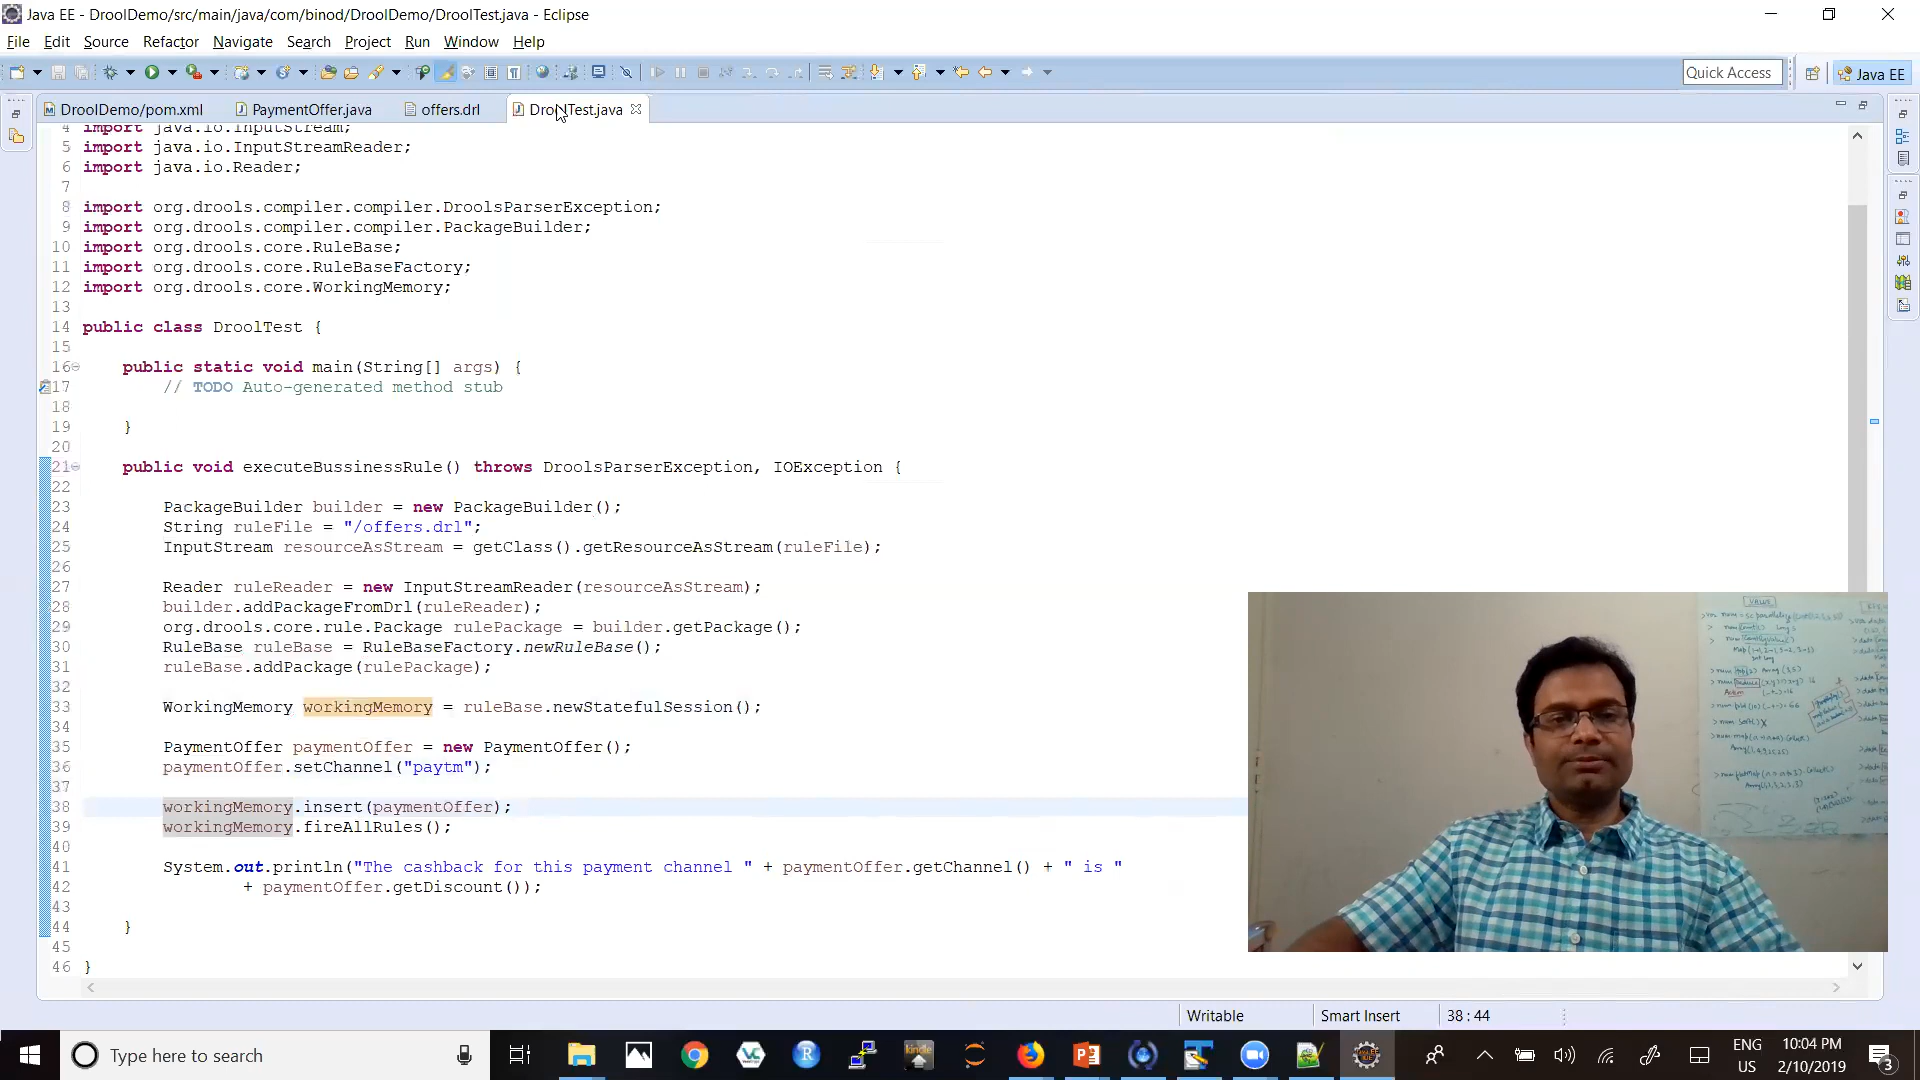 Java EE - DroolDemo/src/main/java/com/binod/DroolDemo/DroolTest.java - Eclipse
File Edit Source Refactor Navigate Search Project Run Window Help
Quick Access Java EE
DroolDemo/pom.xml PaymentOffer.java offers.drl DroolTest.java
4 import java.io.InputStream;
5 import java.io.InputStreamReader;
6 import java.io.Reader;
7
8 import org.drools.compiler.compiler.DroolsParserException;
9 import org.drools.compiler.compiler.PackageBuilder;
10 import org.drools.core.RuleBase;
11 import org.drools.core.RuleBaseFactory;
12 import org.drools.core.WorkingMemory;
13
14 public class DroolTest {
15
16 public static void main(String[] args) {
17 // TODO Auto-generated method stub
18
19 }
20
21 public void executeBussinessRule() throws DroolsParserException, IOException {
22
23 PackageBuilder builder = new PackageBuilder();
24 String ruleFile = "/offers.drl";
25 InputStream resourceAsStream = getClass().getResourceAsStream(ruleFile);
26
27 Reader ruleReader = new InputStreamReader(resourceAsStream);
28 builder.addPackageFromDrl(ruleReader);
29 org.drools.core.rule.Package rulePackage = builder.getPackage();
30 RuleBase ruleBase = RuleBaseFactory.newRuleBase();
31 ruleBase.addPackage(rulePackage);
32
33 WorkingMemory workingMemory = ruleBase.newStatefulSession();
34
35 PaymentOffer paymentOffer = new PaymentOffer();
36 paymentOffer.setChannel("paytm");
37
38 workingMemory.insert(paymentOffer);
39 workingMemory.fireAllRules();
40
41 System.out.println("The cashback for this payment channel " + paymentOffer.getChannel() + " is "
42 + paymentOffer.getDiscount());
43
44 }
45
46 }
VALUE
Writable Smart Insert 38 : 44
Type here to search
kindle
ENG
US
10:04 PM
2/10/2019
3